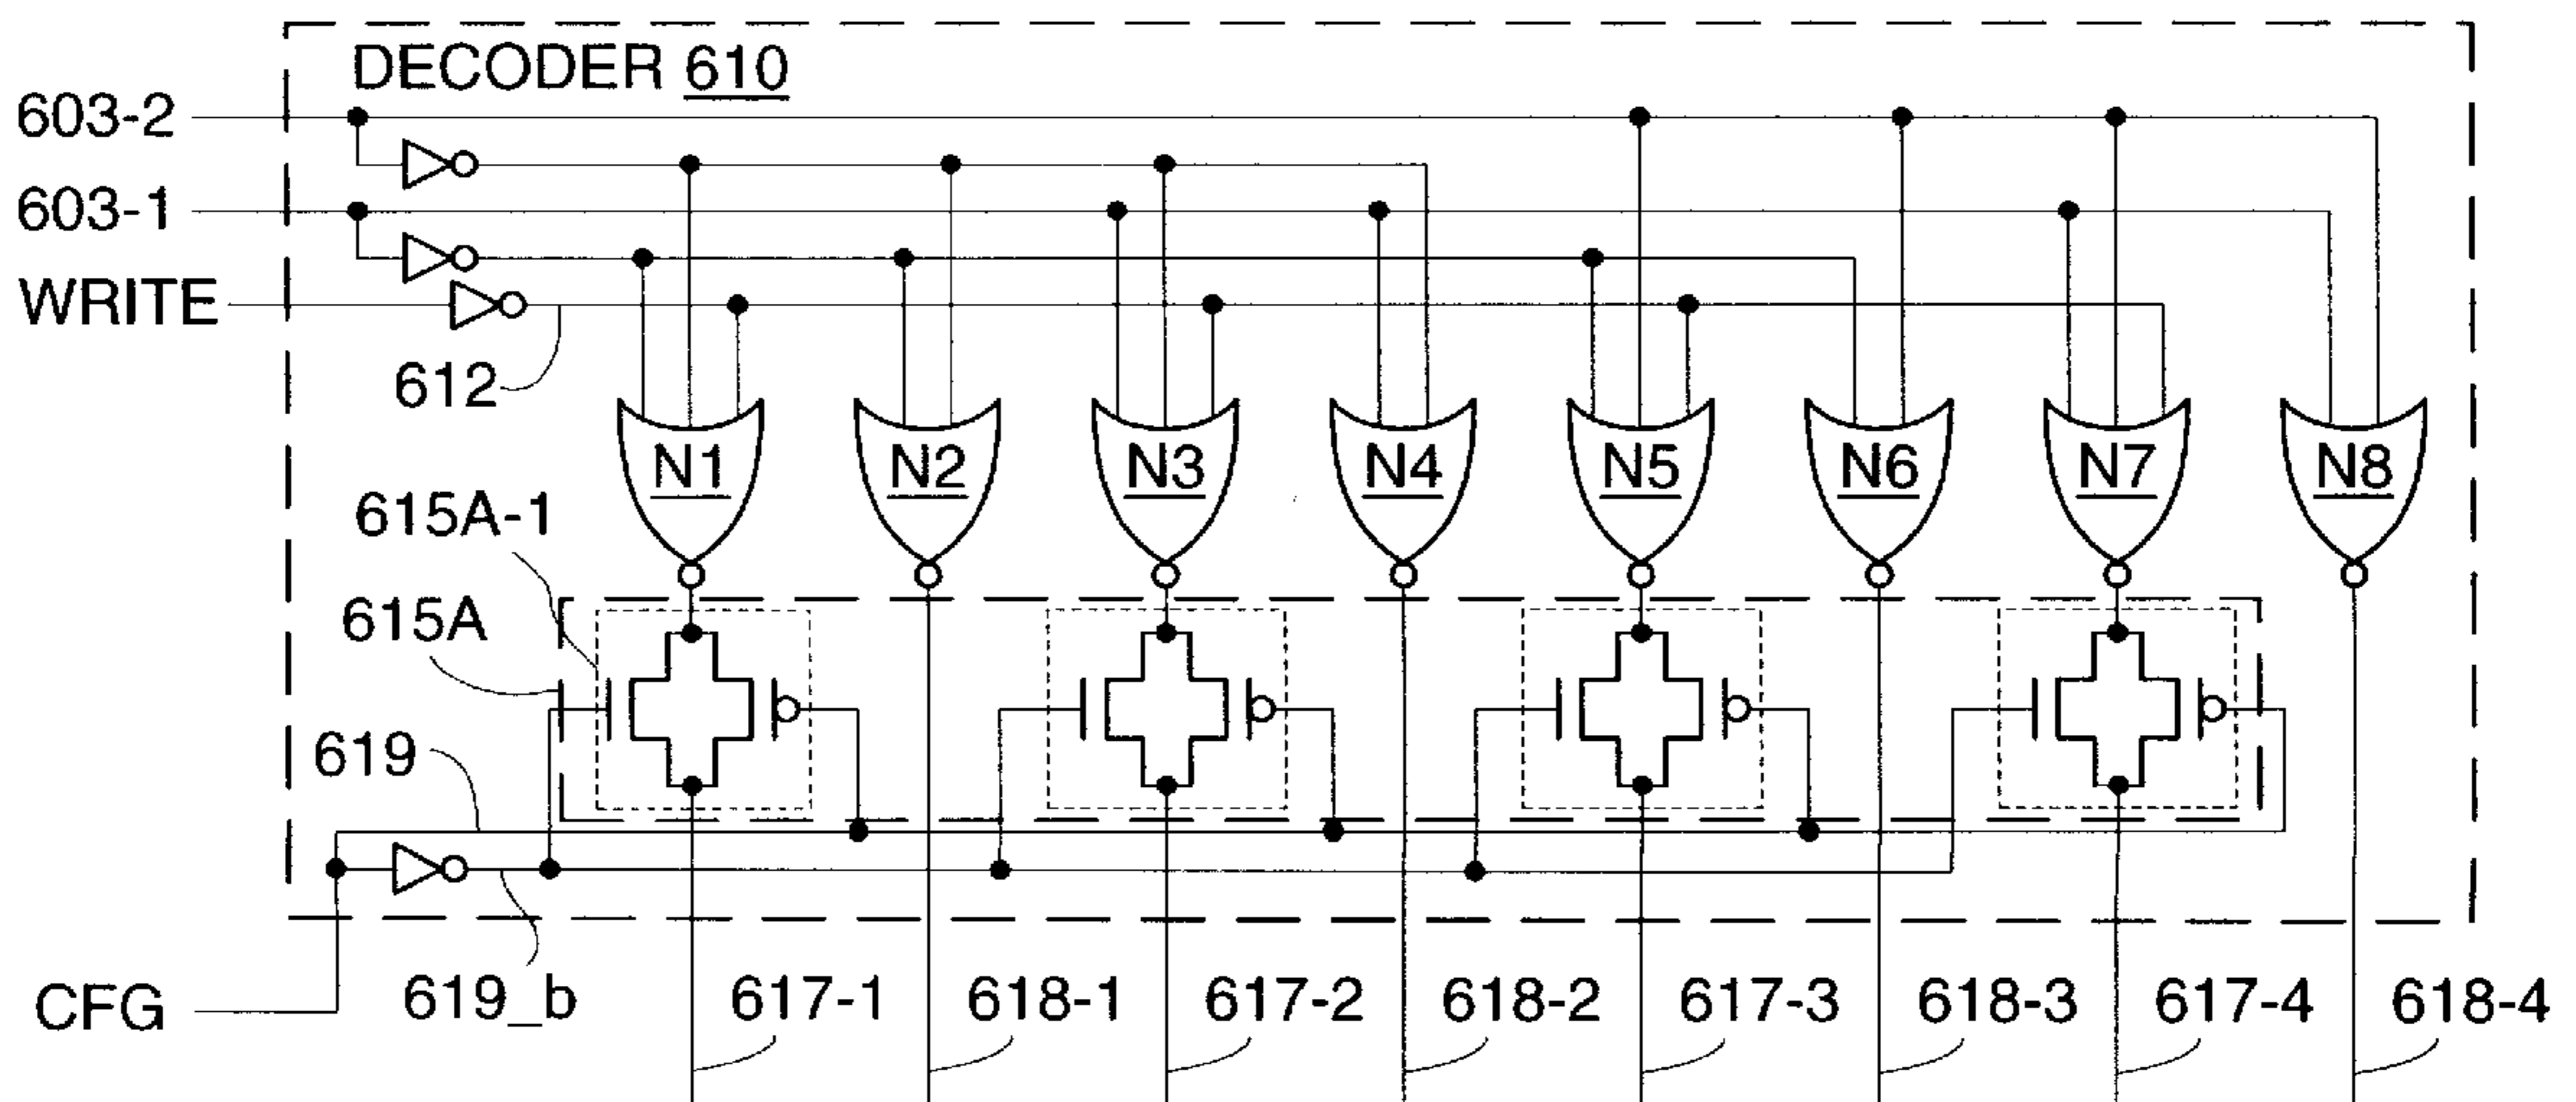 DECODER 610
603-2
603-1
WRITE
612
N1 N2 N3 N4 N5 N6 N7 N8
615A-1
615A
619
619_b
CFG
617-1 618-1 617-2 618-2 617-3 618-3 617-4 618-4